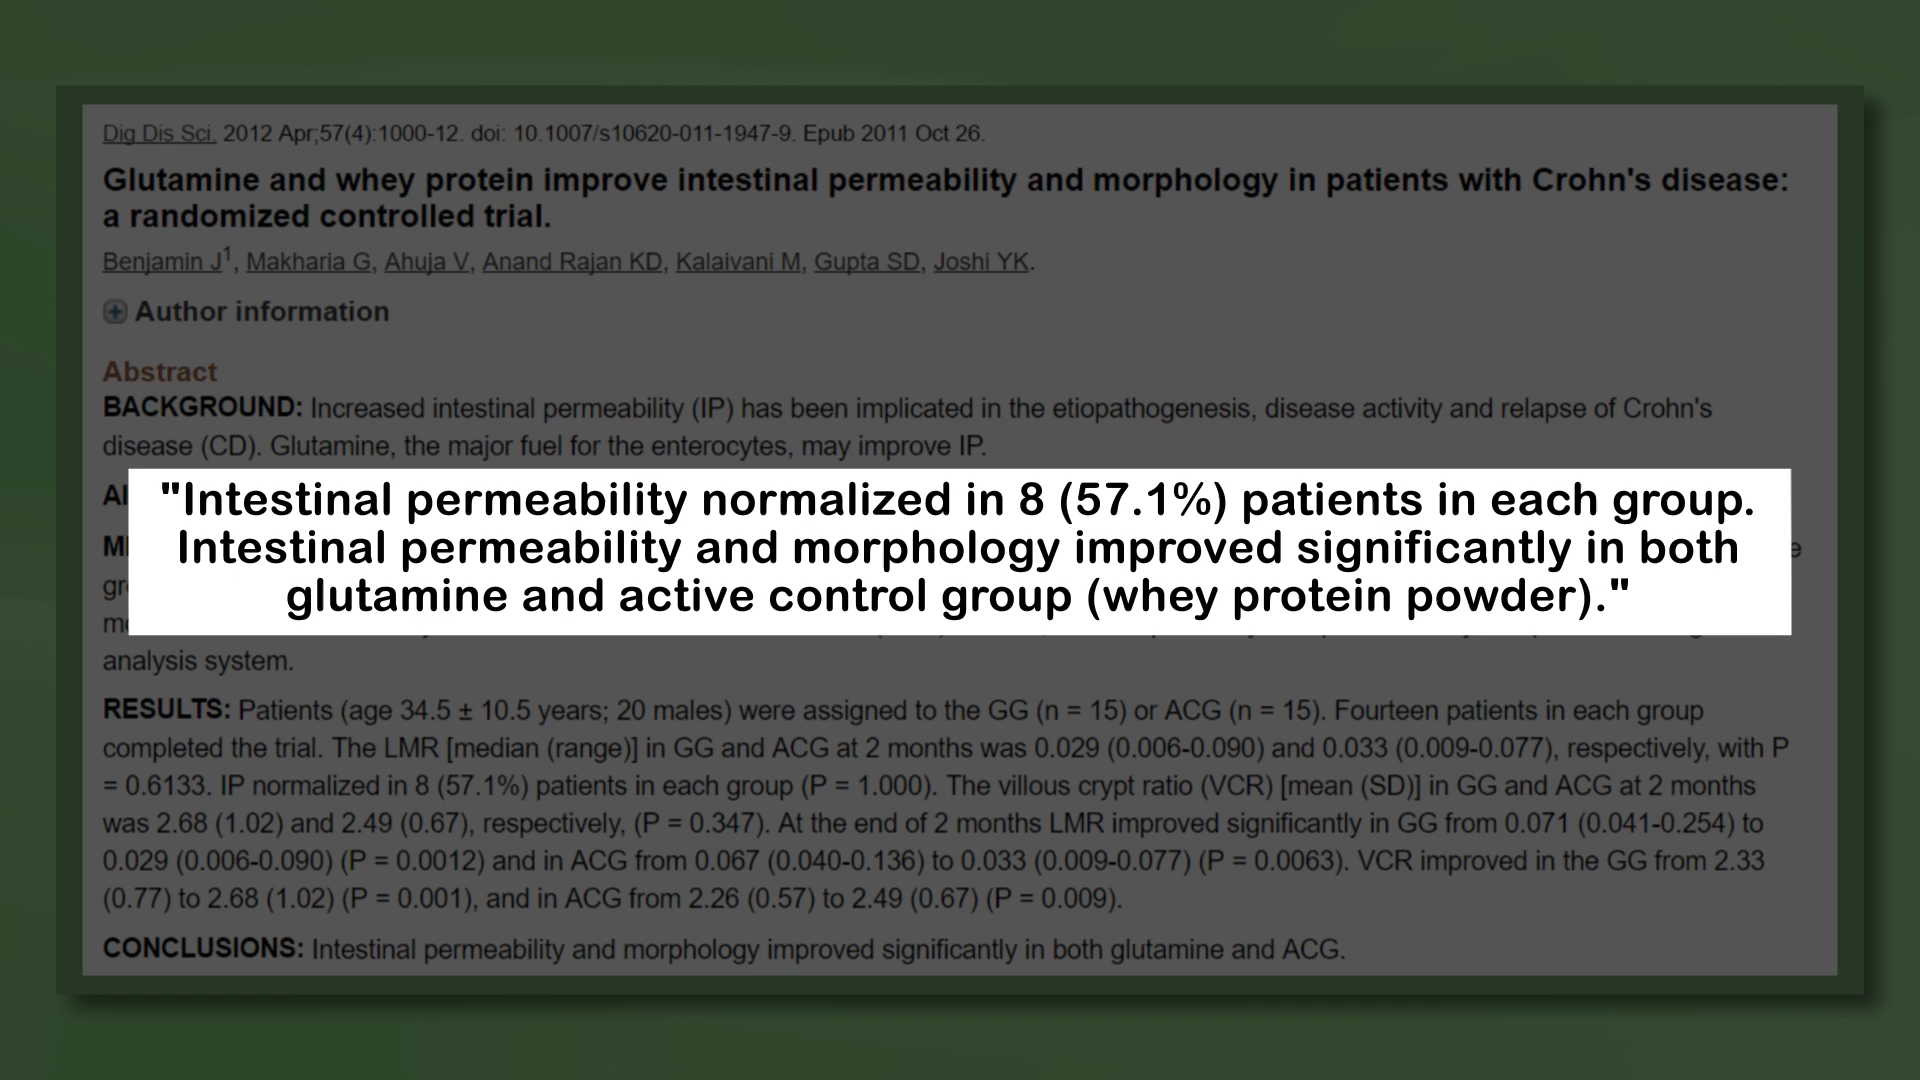 Dig Dis Sci. 2012 Apr;57(4):1000-12. doi: 10.1007/s10620-011-1947-9. Epub 2011 Oct 26.
Glutamine and whey protein improve intestinal permeability and morphology in patients with Crohn's disease:
a randomized controlled trial.
Benjamin J1, Makharia G, Ahuja V, Anand Rajan KD, Kalaivani M, Gupta SD, Joshi YK.
Author information
Abstract
BACKGROUND: Increased intestinal permeability (IP) has been implicated in the etiopathogenesis, disease activity and relapse of Crohn's
disease (CD). Glutamine, the major fuel for the enterocytes, may improve IP.
"Intestinal permeability normalized in 8 (57.1%) patients in each group.
Intestinal permeability and morphology improved significantly in both
glutamine and active control group (whey protein powder)."
analysis system.
RESULTS: Patients (age 34.5 ± 10.5 years; 20 males) were assigned to the GG (n = 15) or ACG (n = 15). Fourteen patients in each group
completed the trial. The LMR [median (range)] in GG and ACG at 2 months was 0.029 (0.006-0.090) and 0.033 (0.009-0.077), respectively, with P
= 0.6133. IP normalized in 8 (57.1%) patients in each group (P = 1.000). The villous crypt ratio (VCR) [mean (SD)] in GG and ACG at 2 months
was 2.68 (1.02) and 2.49 (0.67), respectively, (P = 0.347). At the end of 2 months LMR improved significantly in GG from 0.071 (0.041-0.254) to
0.029 (0.006-0.090) (P = 0.0012) and in ACG from 0.067 (0.040-0.136) to 0.033 (0.009-0.077) (P = 0.0063). VCR improved in the GG from 2.33
(0.77) to 2.68 (1.02) (P = 0.001), and in ACG from 2.26 (0.57) to 2.49 (0.67) (P = 0.009).
CONCLUSIONS: Intestinal permeability and morphology improved significantly in both glutamine and ACG.